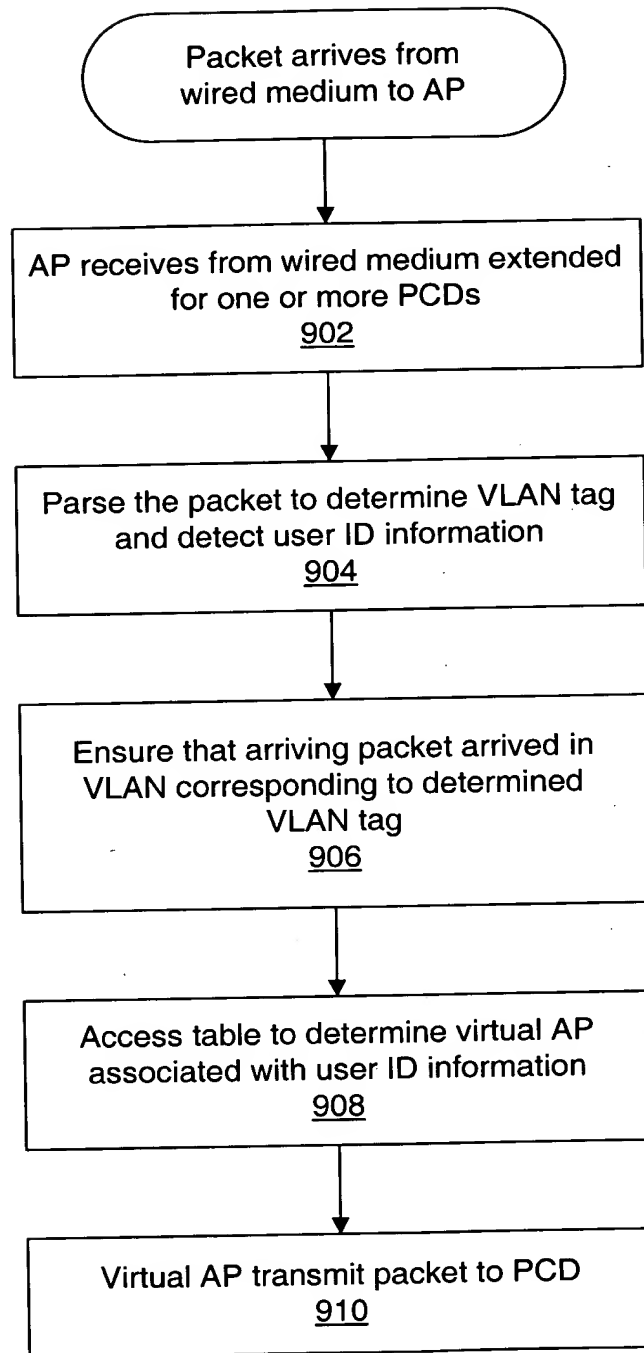 Packet arrives from
wired medium to AP
AP receives from wired medium extended
for one or more PCDs
902
Parse the packet to determine VLAN tag
and detect user ID information
904
Ensure that arriving packet arrived in
VLAN corresponding to determined
VLAN tag
906
Access table to determine virtual AP
associated with user ID information
908
Virtual AP transmit packet to PCD
910